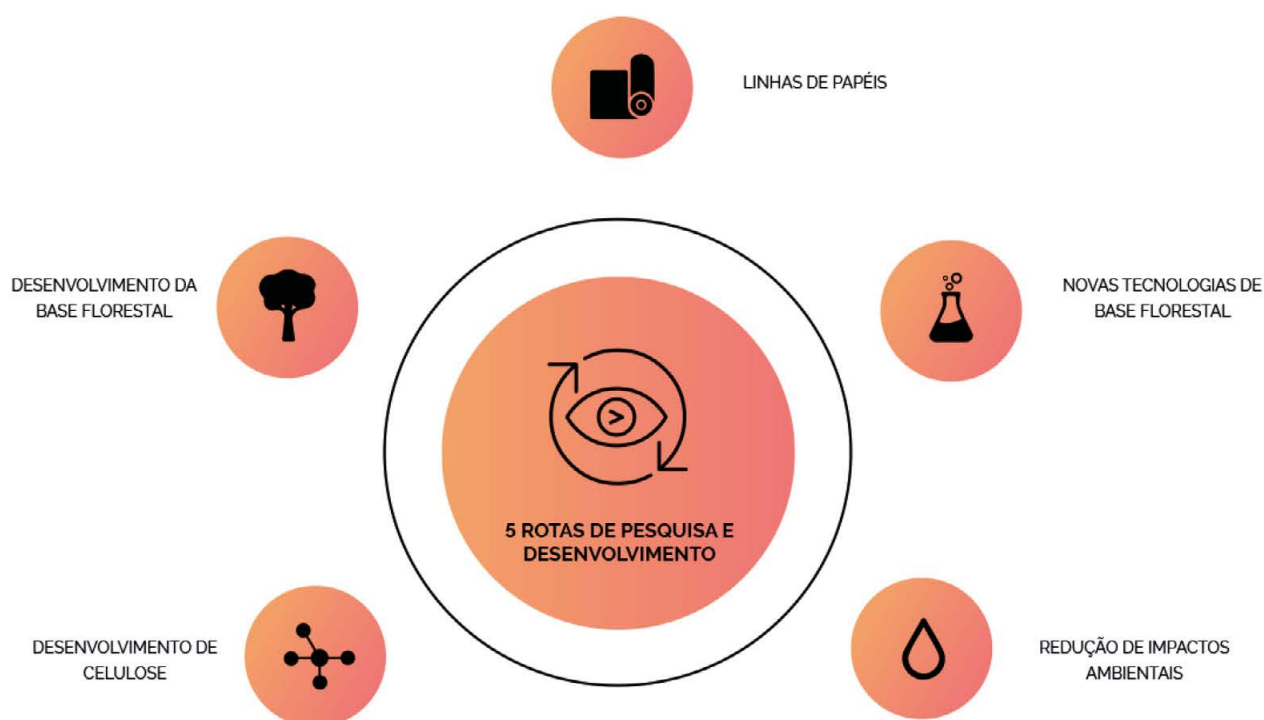 LINHAS DE PAPÉIS
DESENVOLVIMENTO DA
BASE FLORESTAL
NOVAS TECNOLOGIAS DE
BASE FLORESTAL
5 ROTAS DE PESQUISA E
DESENVOLVIMENTO
DESENVOLVIMENTO DE
CELULOSE
REDUÇÃO DE IMPACTOS
AMBIENTAIS